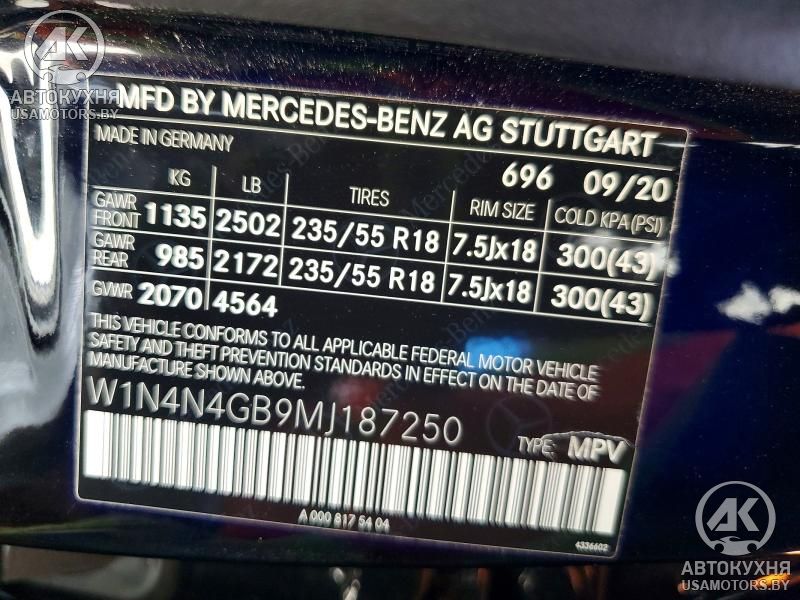 АК
АВТОКУХНЯ
USAMOTORS.BY
MFD BY MERCEDES-BENZ AG STUTTGART
MADE IN GERMANY
696 09/20
KG LB TIRES RIM SIZE COLD KPA(PSI)
GAWR FRONT 1135 2502 235/55 R18 7.5Jx18 300(43)
GAWR REAR 985 2172 235/55 R18 7.5Jx18 300(43)
GVWR 2070 4564
THIS VEHICLE CONFORMS TO ALL APPLICABLE FEDERAL MOTOR VEHICLE
SAFETY AND THEFT PREVENTION STANDARDS IN EFFECT ON THE DATE OF
MANUFACTURE SHOWN ABOVE.
W1N4N4GB9MJ187250
TYPE: MPV
A 000 817 54 04
4336602
АК
АВТОКУХНЯ
USAMOTORS.BY